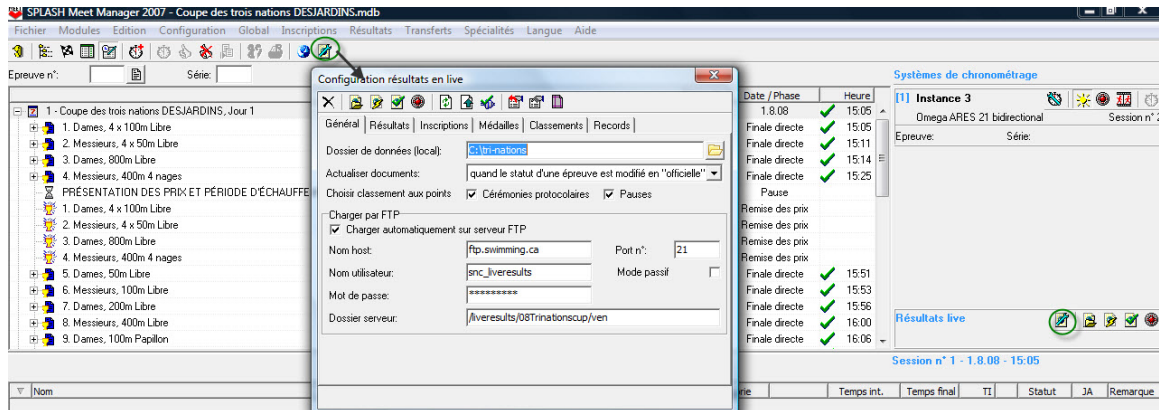 SPLASH Meet Manager 2007 - Coupe des trois nations DESJARDINS.mdb
Fichier Modules Edition Configuration Global Inscriptions Résultats Transferts Spécialités Langue Aide
Epreuve n°: Série:
Configuration résultats en live
Général Résultats Inscriptions Médailles Classements Records
Dossier de données (local): C:\tri-nations
Actualiser documents: quand le statut d'une épreuve est modifié en "officielle"
Choisir classement aux points Cérémonies protocolaires Pauses
Charger par FTP
Charger automatiquement sur serveur FTP
Nom host: ftp.swimming.ca Port n°: 21
Nom utilisateur: snc_liveresults Mode passif
Mot de passe: *********
Dossier serveur: /liveresults/08Trinationscup/ven
Date / Phase Heure
1 - Coupe des trois nations DESJARDINS, Jour 1 1.8.08 15:05
1. Dames, 4 x 100m Libre Finale directe 15:05
2. Messieurs, 4 x 50m Libre Finale directe 15:11
3. Dames, 800m Libre Finale directe 15:14
4. Messieurs, 400m 4 nages Finale directe 15:25
PRÉSENTATION DES PRIX ET PÉRIODE D'ÉCHAUFFE Pause
1. Dames, 4 x 100m Libre Remise des prix
2. Messieurs, 4 x 50m Libre Remise des prix
3. Dames, 800m Libre Remise des prix
4. Messieurs, 400m 4 nages Remise des prix
5. Dames, 50m Libre Finale directe 15:51
6. Messieurs, 100m Libre Finale directe 15:53
7. Dames, 200m Libre Finale directe 15:56
8. Messieurs, 400m Libre Finale directe 16:00
9. Dames, 100m Papillon Finale directe 16:06
Systèmes de chronométrage
[1] Instance 3
Omega ARES 21 bidirectional Session n° 2
Epreuve: Série:
Résultats live
Session n° 1 - 1.8.08 - 15:05
Nom rie Temps int. Temps final TI Statut JA Remarque